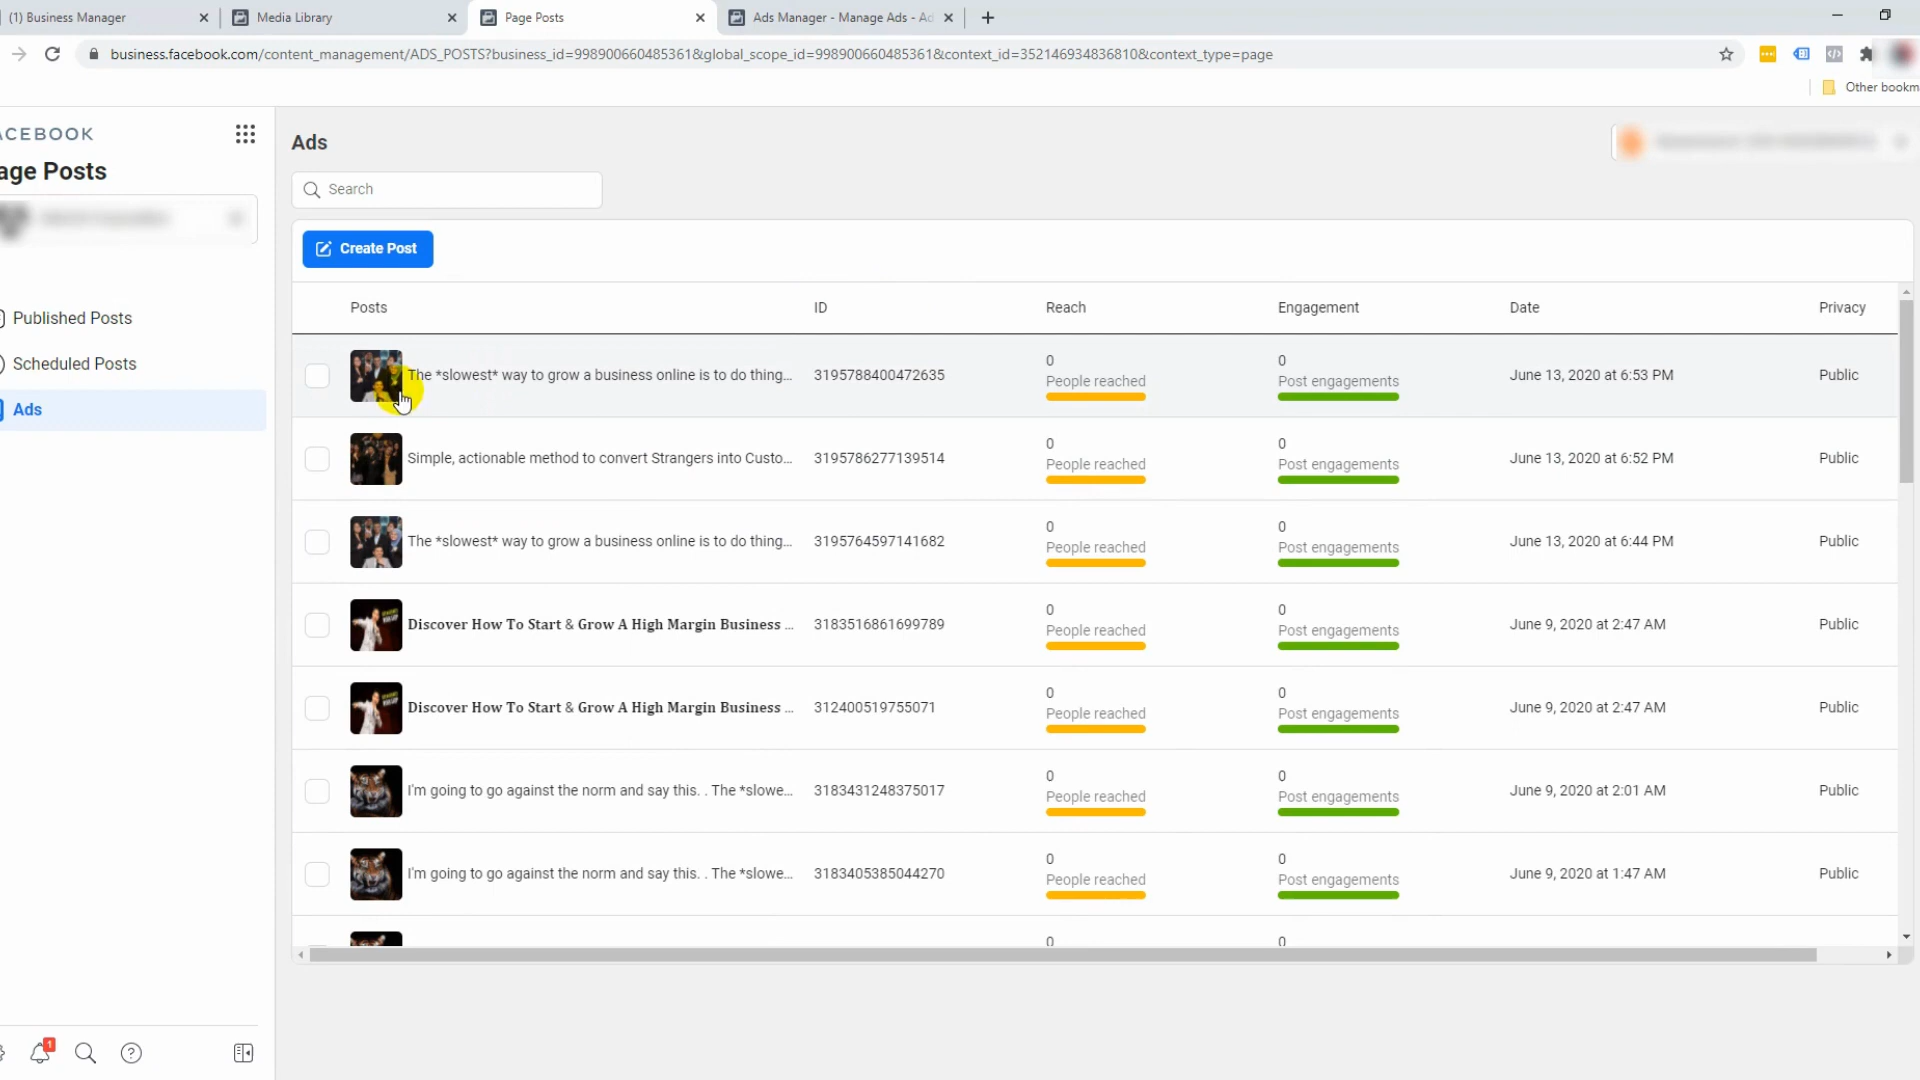 (1) Business Manager
Media Library
Page Posts
Ads Manager - Manage Ads - Ad
business.facebook.com/content_management/ADS_POSTS?business_id=998900660485361&global_scope_id=998900660485361&context_id=352146934836810&context_type=page
Other bookm
ACEBOOK
age Posts
Published Posts
Scheduled Posts
Ads
1
Ads
Search
Create Post
Posts ID Reach Engagement Date Privacy
The *slowest* way to grow a business online is to do thing... 3195788400472635 0 People reached 0 Post engagements June 13, 2020 at 6:53 PM Public
Simple, actionable method to convert Strangers into Custo... 3195786277139514 0 People reached 0 Post engagements June 13, 2020 at 6:52 PM Public
The *slowest* way to grow a business online is to do thing... 3195764597141682 0 People reached 0 Post engagements June 13, 2020 at 6:44 PM Public
Discover How To Start & Grow A High Margin Business ... 3183516861699789 0 People reached 0 Post engagements June 9, 2020 at 2:47 AM Public
Discover How To Start & Grow A High Margin Business ... 312400519755071 0 People reached 0 Post engagements June 9, 2020 at 2:47 AM Public
I'm going to go against the norm and say this. . The *slowe... 3183431248375017 0 People reached 0 Post engagements June 9, 2020 at 2:01 AM Public
I'm going to go against the norm and say this. . The *slowe... 3183405385044270 0 People reached 0 Post engagements June 9, 2020 at 1:47 AM Public
0 0